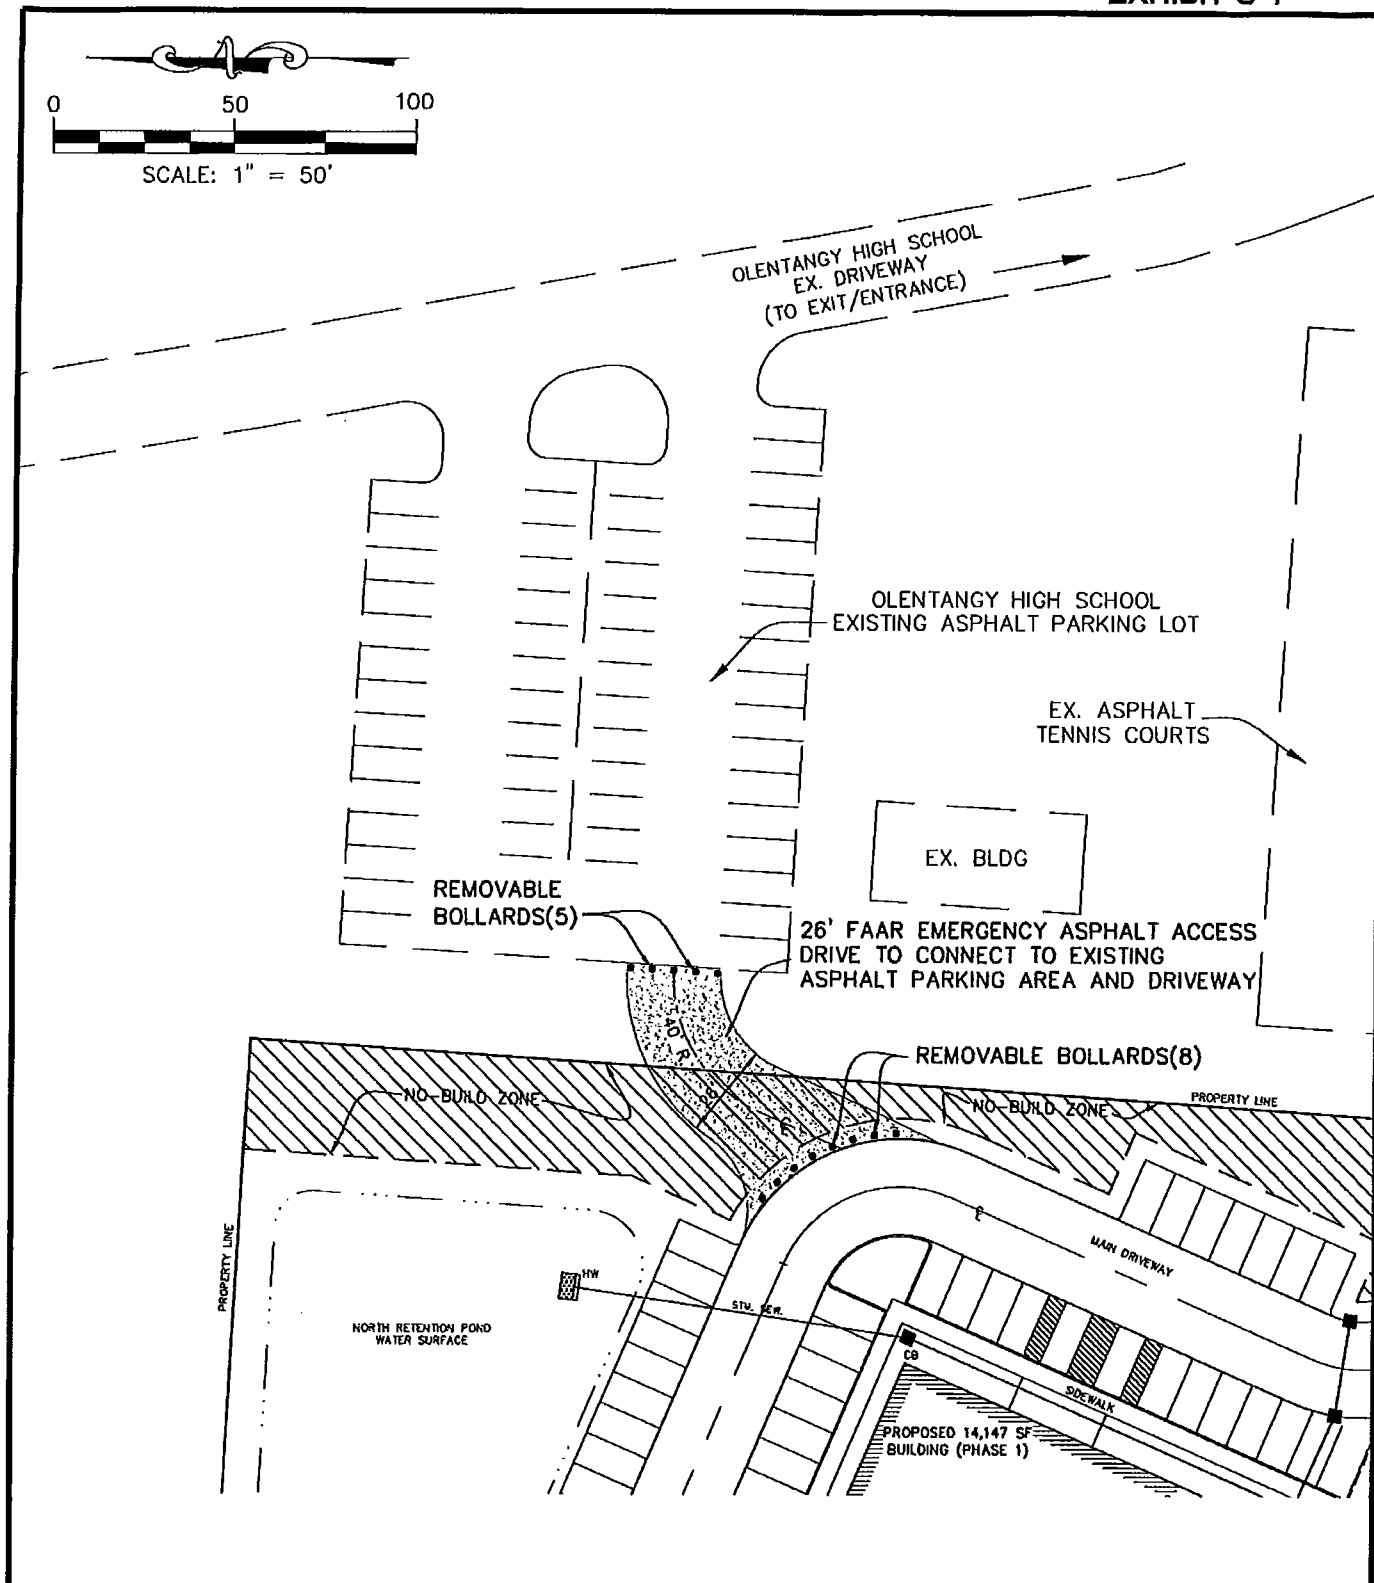 0 50 100
SCALE: 1" = 50'
OLENTANGY HIGH SCHOOL
EX. DRIVEWAY
(TO EXIT/ENTRANCE)
OLENTANGY HIGH SCHOOL
EXISTING ASPHALT PARKING LOT
EX. ASPHALT
TENNIS COURTS
EX. BLDG
REMOVABLE
BOLLARDS(5)
26' FAAR EMERGENCY ASPHALT ACCESS
DRIVE TO CONNECT TO EXISTING
ASPHALT PARKING AREA AND DRIVEWAY
40' R
REMOVABLE BOLLARDS(8)
NO-BUILD ZONE
NO-BUILD ZONE
PROPERTY LINE
PROPERTY LINE
MAIN DRIVEWAY
HW
STM. SEW.
NORTH RETENTION POND
WATER SURFACE
CB
SIDEWALK
PROPOSED 14,147 SF
BUILDING (PHASE 1)